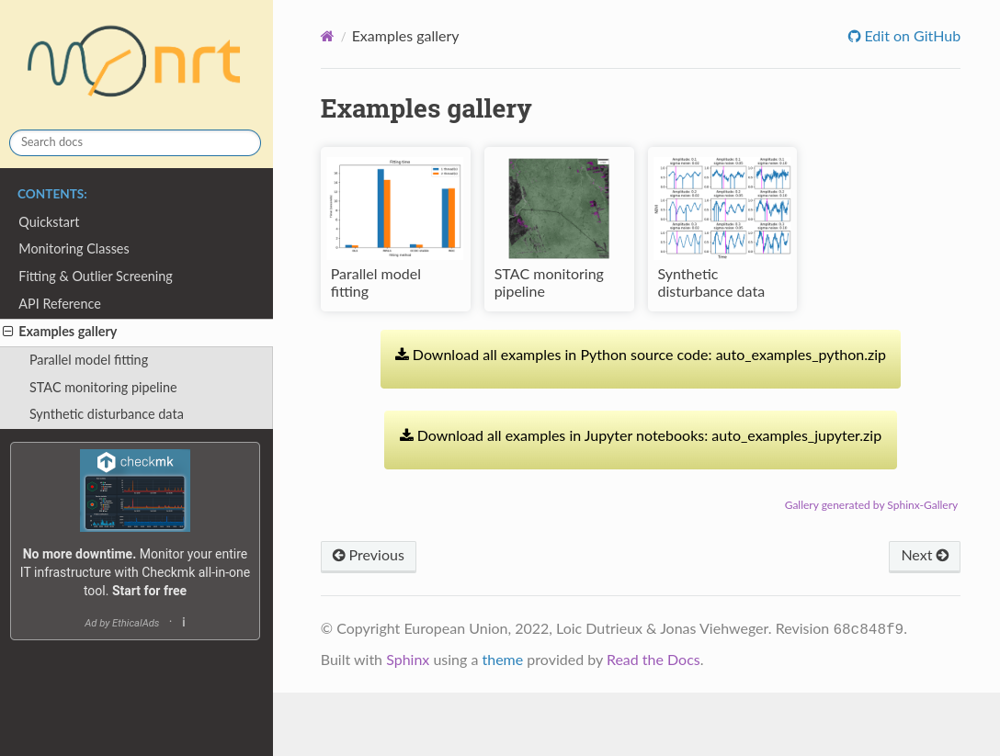 nrt
Search docs
CONTENTS:
Quickstart
Monitoring Classes
Fitting & Outlier Screening
API Reference
Examples gallery
Parallel model fitting
STAC monitoring pipeline
Synthetic disturbance data
checkmk
No more downtime. Monitor your entire
IT infrastructure with Checkmk all-in-one
tool. Start for free
Ad by EthicalAds · i
/ Examples gallery
Edit on GitHub
Examples gallery
Fitting time
Parallel model
fitting
STAC monitoring
pipeline
NDVI
Time
Synthetic
disturbance data
Download all examples in Python source code: auto_examples_python.zip
Download all examples in Jupyter notebooks: auto_examples_jupyter.zip
Gallery generated by Sphinx-Gallery
Previous
Next
© Copyright European Union, 2022, Loic Dutrieux & Jonas Viehweger. Revision 68c848f9.
Built with Sphinx using a theme provided by Read the Docs.